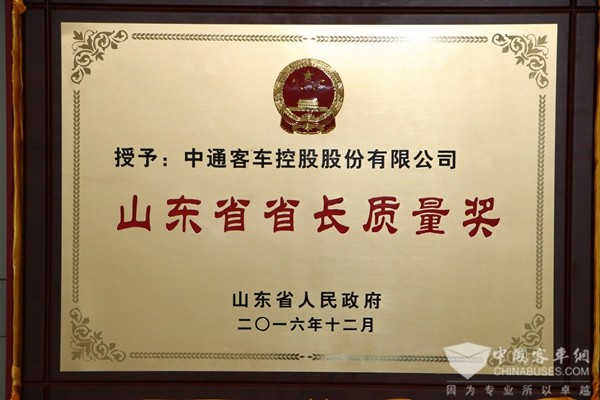 授予：中通客车控股股份有限公司
山东省省长质量奖
山东省人民政府
二〇一六年十二月
中国客车網
CHINABUSES.COM
因为专业所以卓越